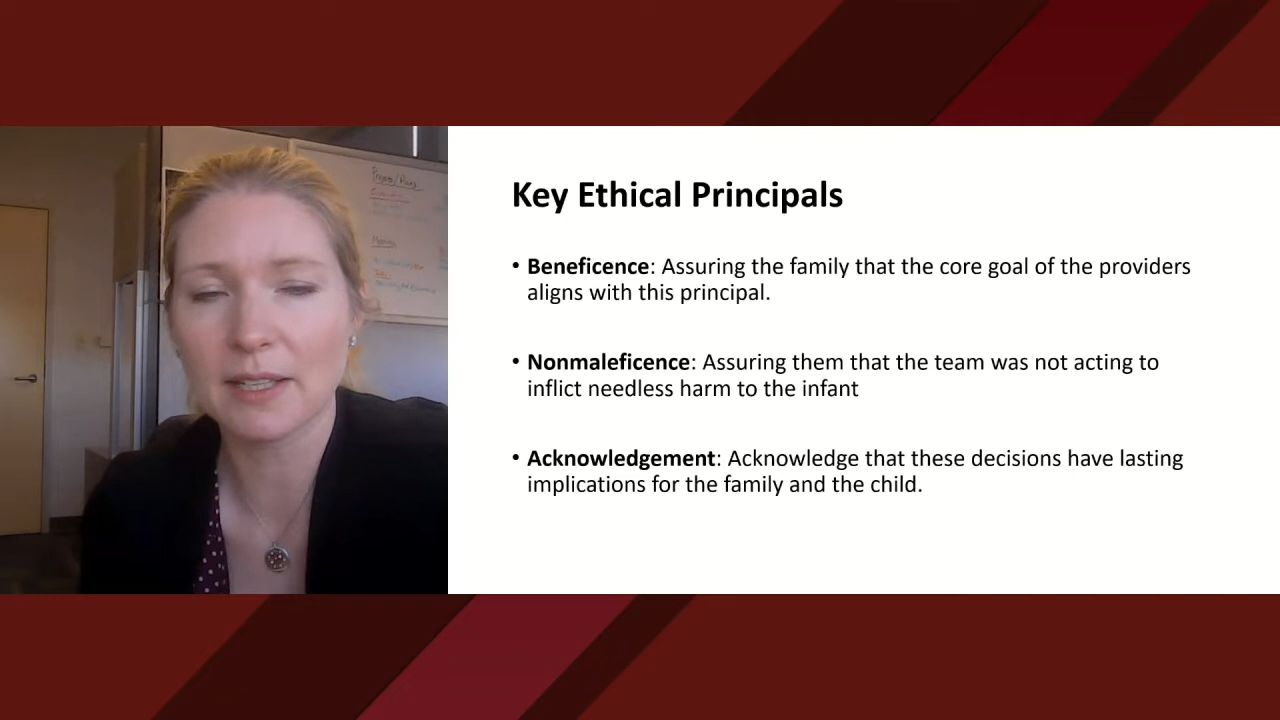 Projects/Plans
Key Ethical Principals
• Beneficence: Assuring the family that the core goal of the providers
aligns with this principal.
• Nonmaleficence: Assuring them that the team was not acting to
inflict needless harm to the infant
• Acknowledgement: Acknowledge that these decisions have lasting
implications for the family and the child.